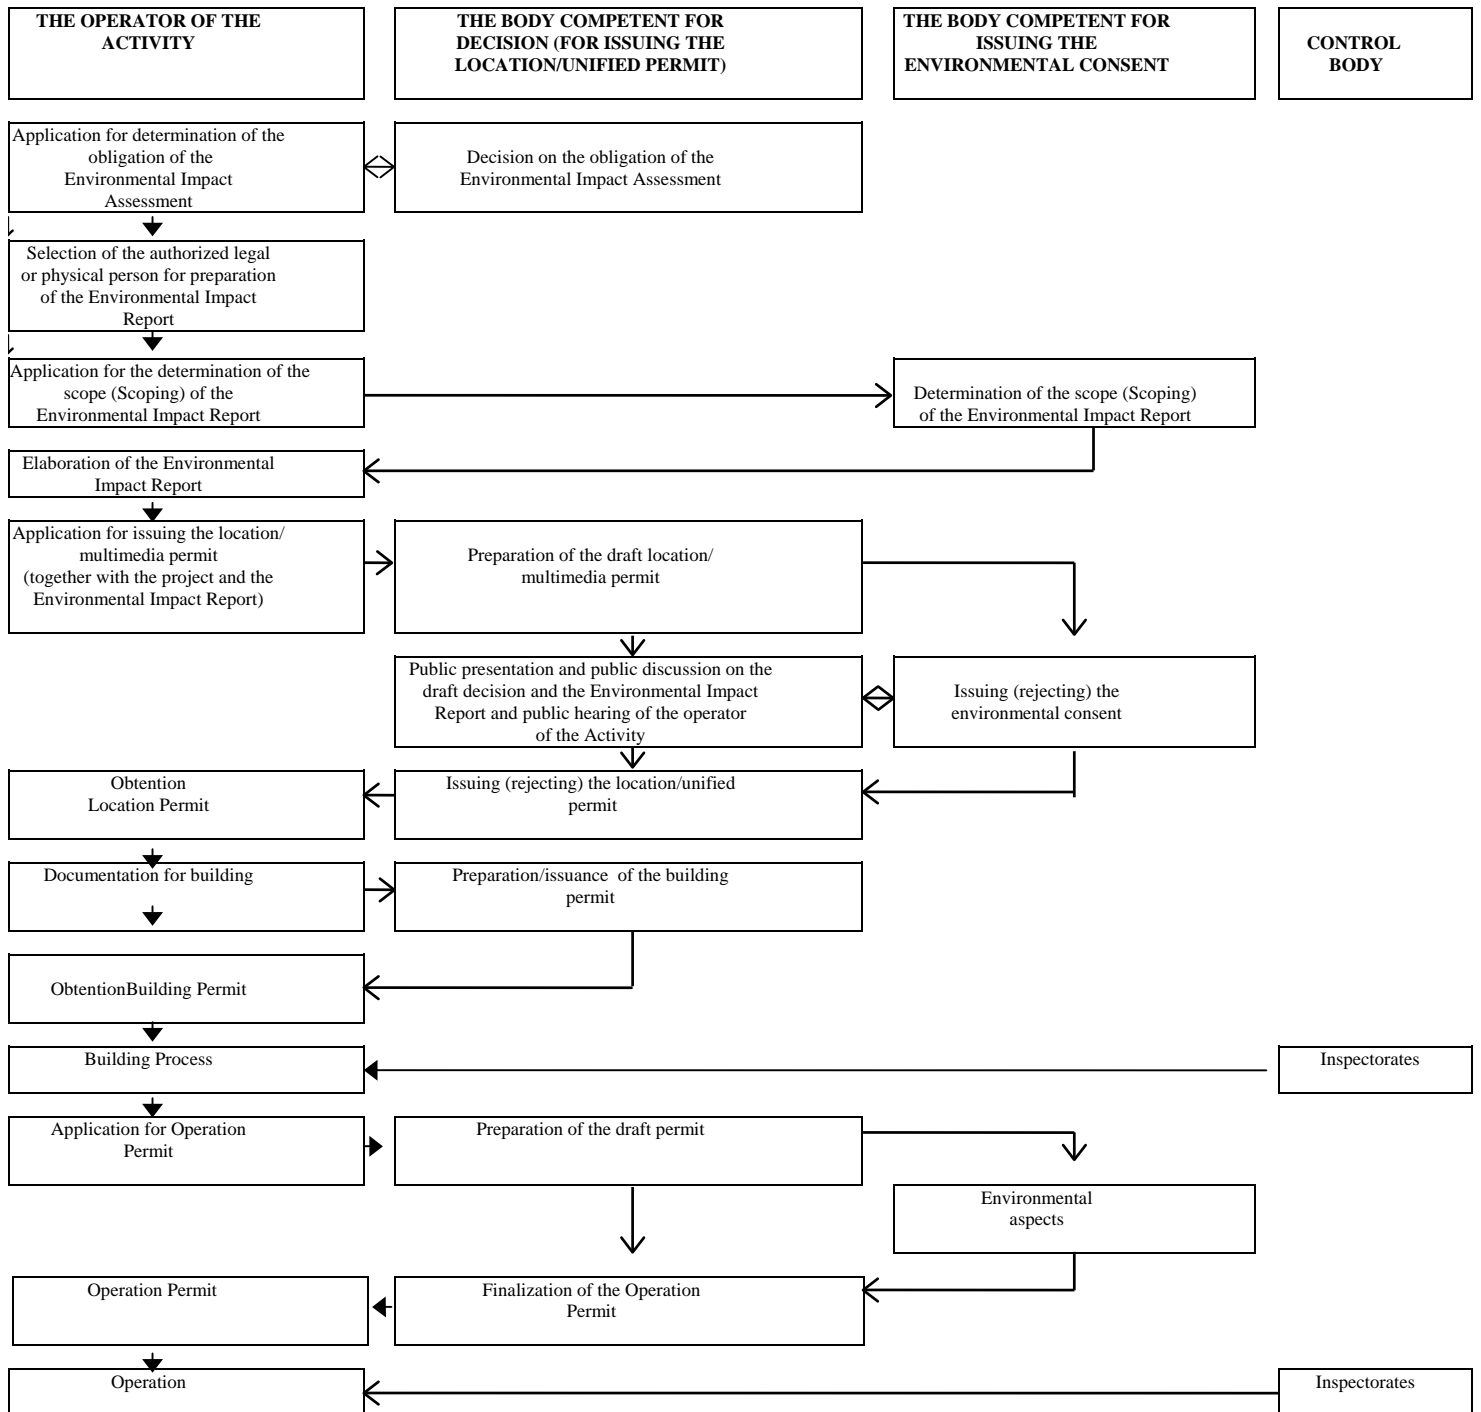 THE OPERATOR OF THE
ACTIVITY
THE BODY COMPETENT FOR
DECISION (FOR ISSUING THE
LOCATION/UNIFIED PERMIT)
THE BODY COMPETENT FOR
ISSUING THE
ENVIRONMENTAL CONSENT
CONTROL
BODY
Application for determination of the
obligation of the
Environmental Impact
Assessment
Decision on the obligation of the
Environmental Impact Assessment
Selection of the authorized legal
or physical person for preparation
of the Environmental Impact
Report
Application for the determination of the
scope (Scoping) of the
Environmental Impact Report
Determination of the scope (Scoping)
of the Environmental Impact Report
Elaboration of the Environmental
Impact Report
Application for issuing the location/
multimedia permit
(together with the project and the
Environmental Impact Report)
Preparation of the draft location/
multimedia permit
Public presentation and public discussion on the
draft decision and the Environmental Impact
Report and public hearing of the operator
of the Activity
Issuing (rejecting) the
environmental consent
Obtention
Location Permit
Issuing (rejecting) the location/unified
permit
Documentation for building
Preparation/issuance of the building
permit
ObtentionBuilding Permit
Building Process
Inspectorates
Application for Operation
Permit
Preparation of the draft permit
Environmental
aspects
Operation Permit
Finalization of the Operation
Permit
Operation
Inspectorates